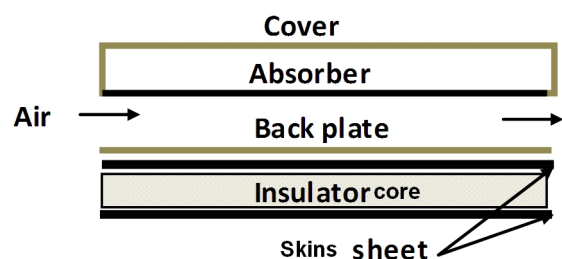 Cover
Absorber
Air
Back plate
Insulator core
Skins sheet